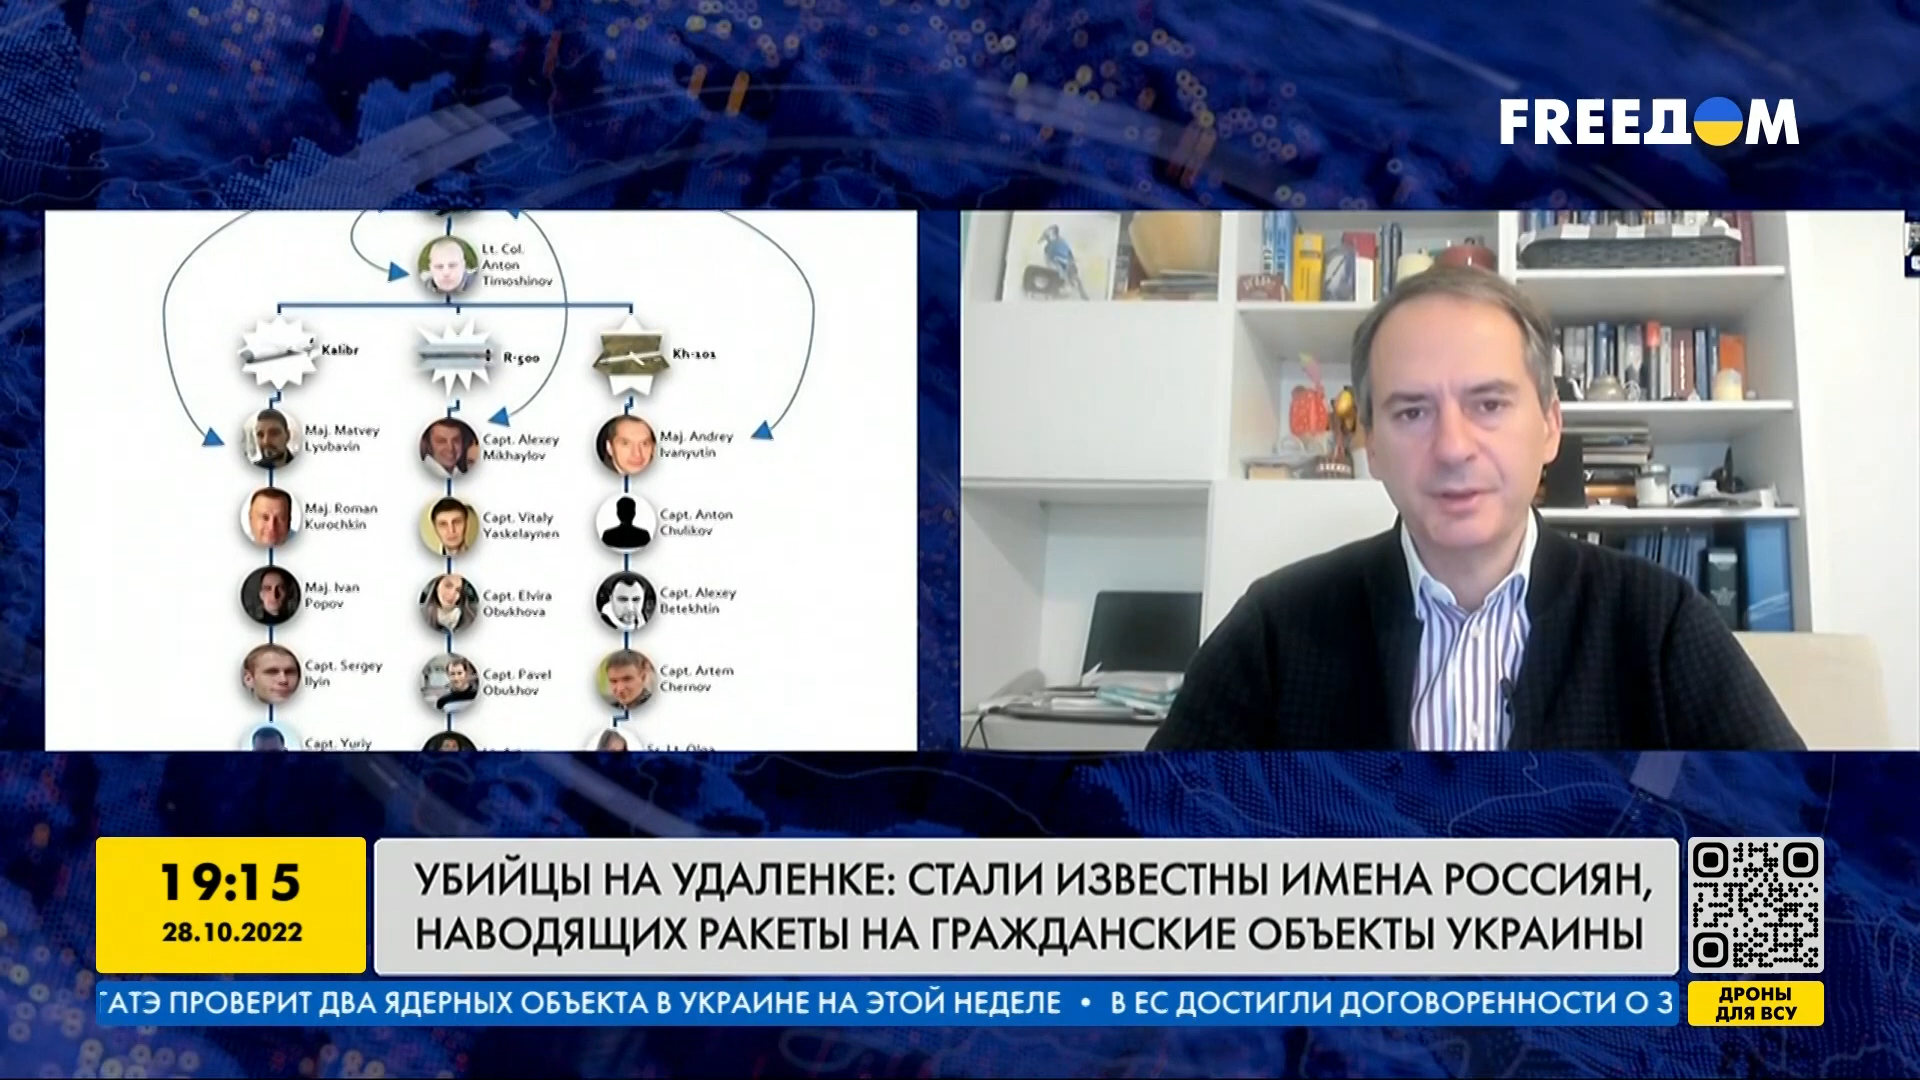 FREEДОМ
Lt. Col.
Anton
Timoshinov
Kalibr
R-500
Kh-101
Maj. Matvey
Lyubavin
Capt. Alexey
Mikhaylov
Maj. Andrey
Ivanyutin
Maj. Roman
Kurochkin
Capt. Vitaly
Yaskelaynen
Capt. Anton
Chulikov
Maj. Ivan
Popov
Capt. Elvira
Obukhova
Capt. Alexey
Betekhtin
Capt. Sergey
Ilyin
Capt. Pavel
Obukhov
Capt. Artem
Chernov
Capt. Yuriy
19:15
28.10.2022
УБИЙЦЫ НА УДАЛЕНКЕ: СТАЛИ ИЗВЕСТНЫ ИМЕНА РОССИЯН,
НАВОДЯЩИХ РАКЕТЫ НА ГРАЖДАНСКИЕ ОБЪЕКТЫ УКРАИНЫ
ГАТЭ ПРОВЕРИТ ДВА ЯДЕРНЫХ ОБЪЕКТА В УКРАИНЕ НА ЭТОЙ НЕДЕЛЕ • В ЕС ДОСТИГЛИ ДОГОВОРЕННОСТИ О З
ДРОНЫ
ДЛЯ ВСУ